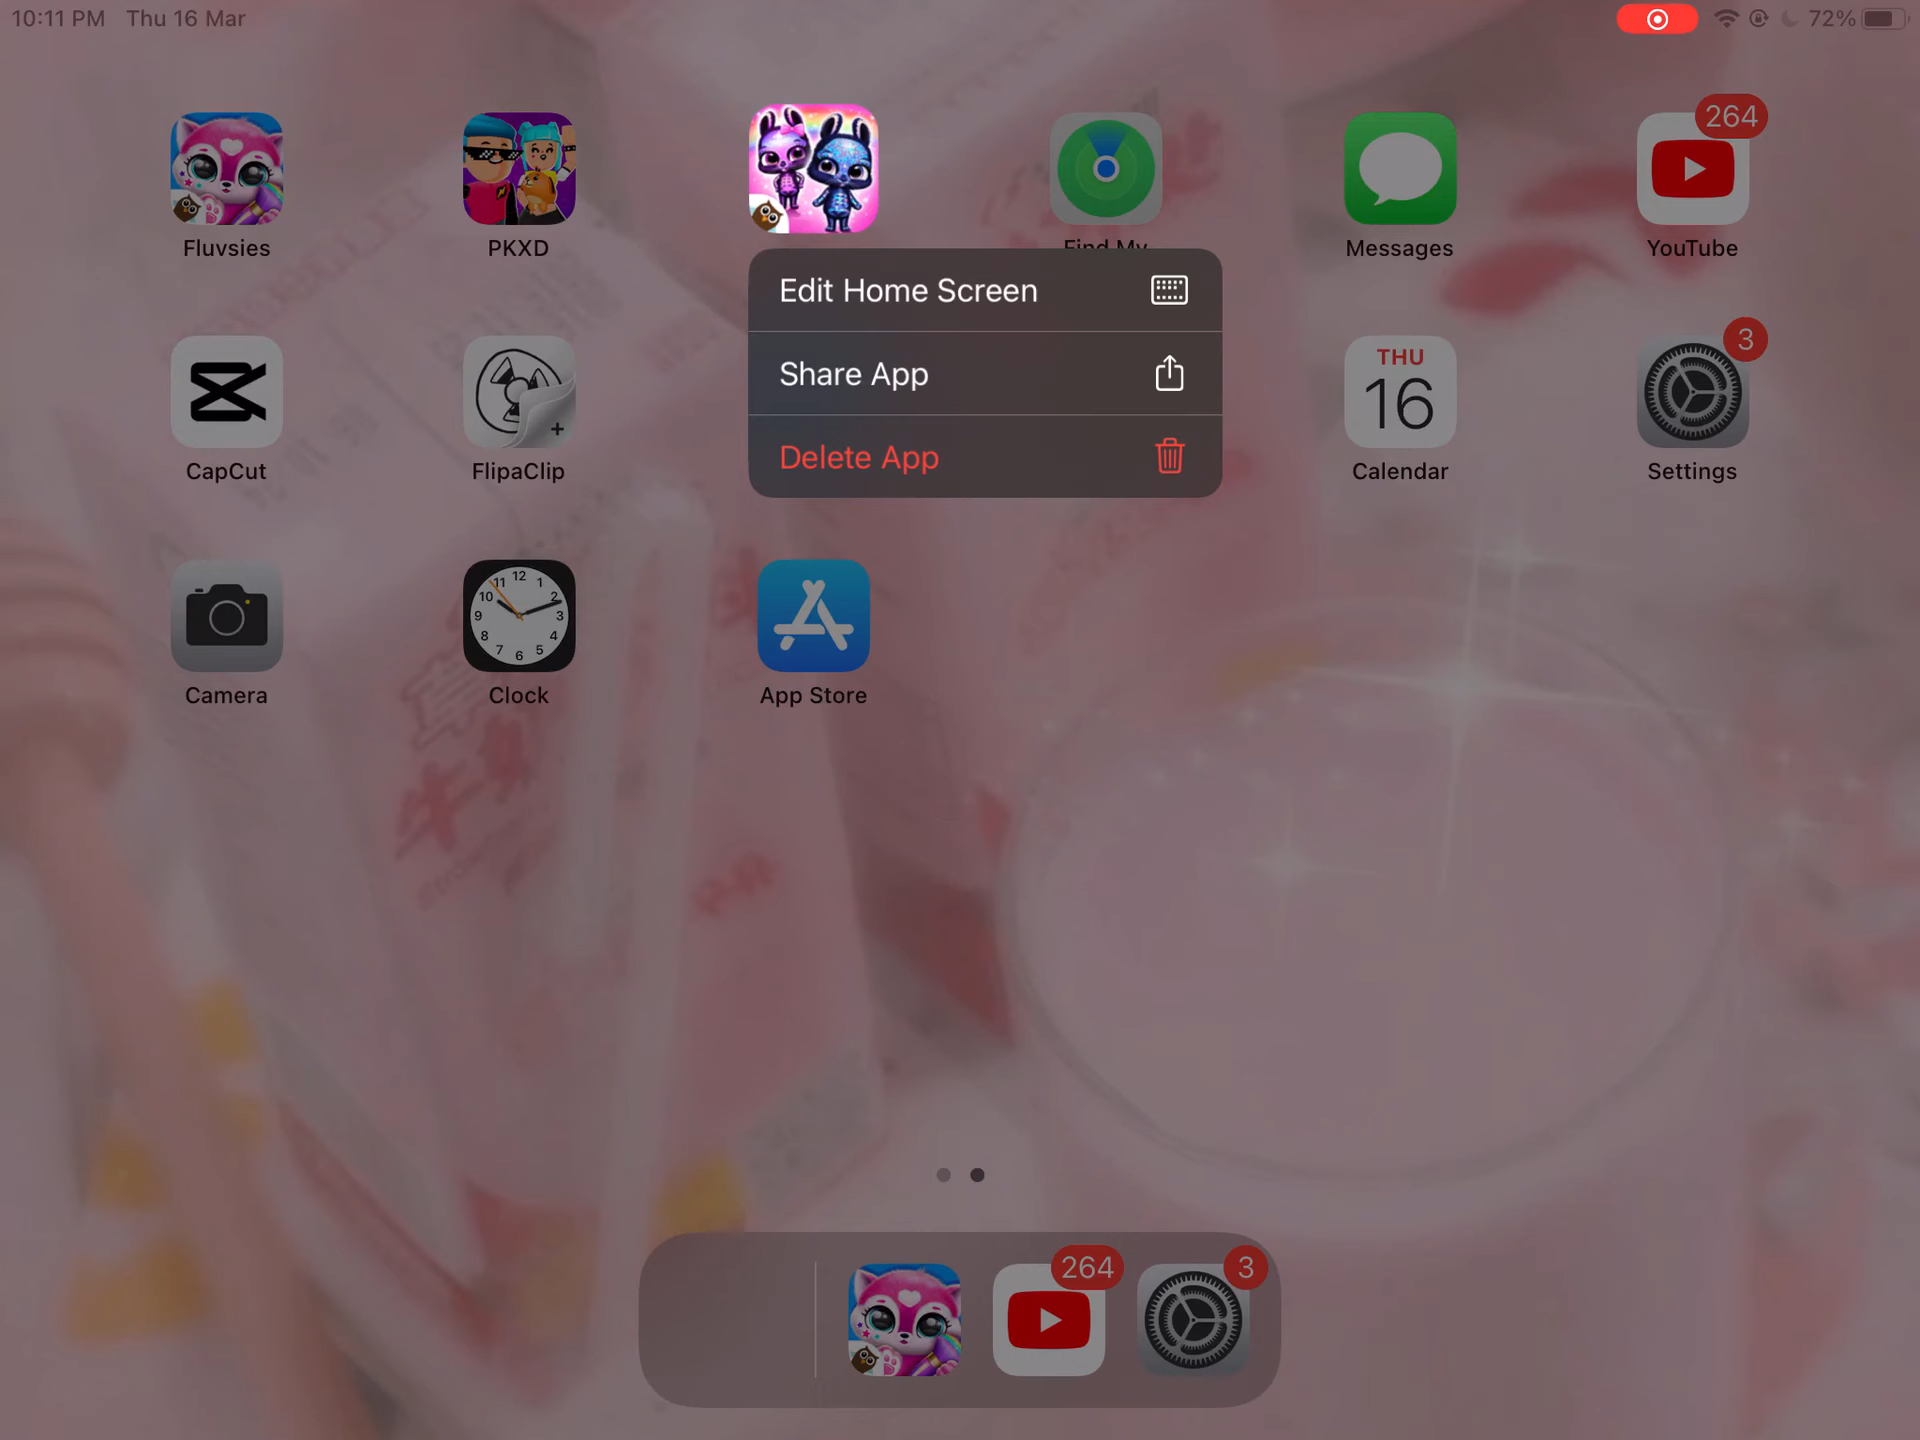 10:11 PM Thu 16 Mar
72%
264
Fluvsies
PKXD
Find My
Messages
YouTube
Edit Home Screen
Share App
Delete App
3
THU
16
CapCut
FlipaClip
Calendar
Settings
12
11 1
10 2
9 3
8 4
7 5
6
Camera
Clock
App Store
264
3